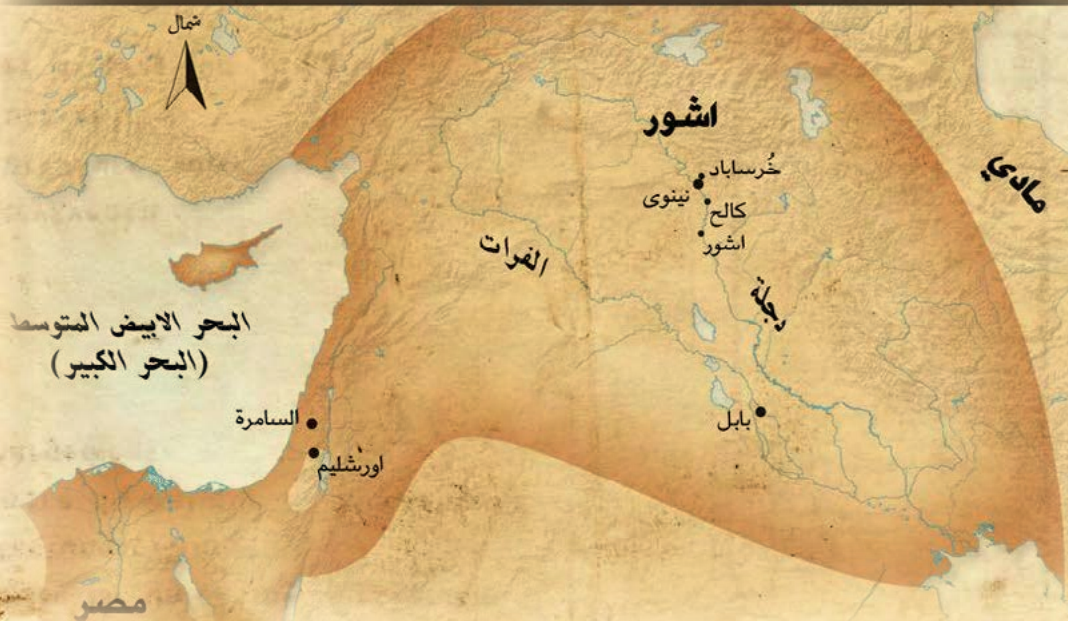 شمال
اشور
مادي
خُرساباد
نينوى
كالح
اشور
الفرات
دجلة
البحر الابيض المتوسط
(البحر الكبير)
السامرة
بابل
اورشليم
مصر